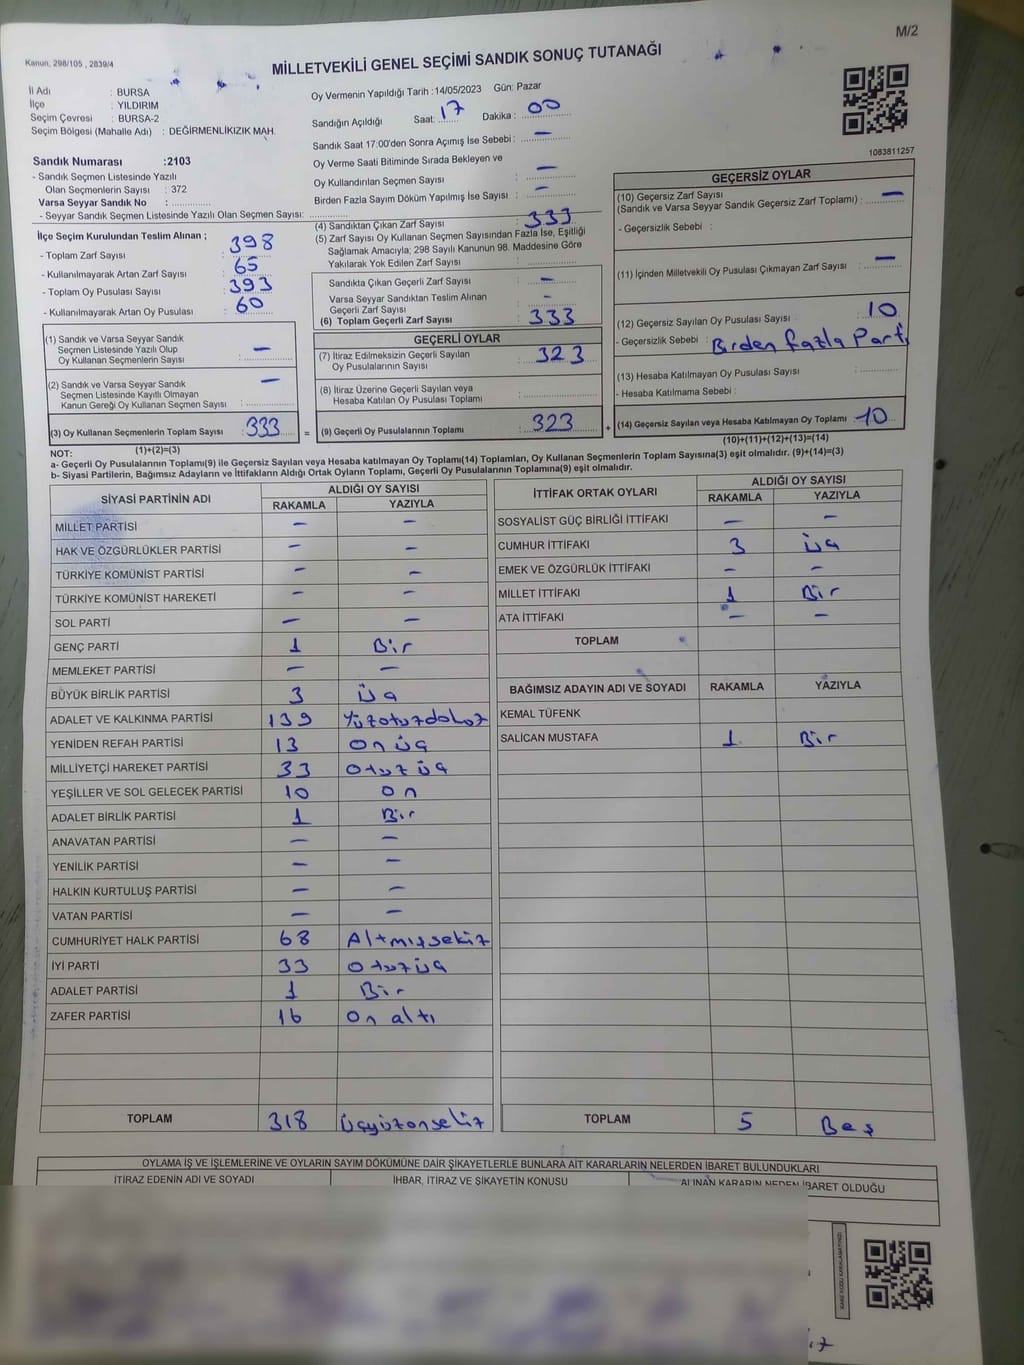 M/2
Kanun, 298/105 , 2839/4
MİLLETVEKİLİ GENEL SEÇİMİ SANDIK SONUÇ TUTANAĞI
İl Adı : BURSA
İlçe : YILDIRIM
Seçim Çevresi : BURSA-2
Seçim Bölgesi (Mahalle Adı) : DEĞİRMENLİKIZIK MAH.
Sandık Numarası :2103
- Sandık Seçmen Listesinde Yazılı
Olan Seçmenlerin Sayısı : 372
Varsa Seyyar Sandık No :
- Seyyar Sandık Seçmen Listesinde Yazılı Olan Seçmen Sayısı:
Oy Vermenin Yapıldığı Tarih :14/05/2023 Gün: Pazar
Sandığın Açıldığı Saat: 17 Dakika : 00
Sandık Saat 17:00'den Sonra Açımış İse Sebebi : —
Oy Verme Saati Bitiminde Sırada Bekleyen ve
Oy Kullandırılan Seçmen Sayısı : —
Birden Fazla Sayım Döküm Yapılmış İse Sayısı : —
1083811257
İlçe Seçim Kurulundan Teslim Alınan ;
- Toplam Zarf Sayısı : 398
- Kullanılmayarak Artan Zarf Sayısı : 65
- Toplam Oy Pusulası Sayısı : 393
- Kullanılmayarak Artan Oy Pusulası : 60
(4) Sandıktan Çıkan Zarf Sayısı : 333
(5) Zarf Sayısı Oy Kullanan Seçmen Sayısından Fazla İse, Eşitliği
Sağlamak Amacıyla; 298 Sayılı Kanunun 98. Maddesine Göre
Yakılarak Yok Edilen Zarf Sayısı :
Sandıkta Çıkan Geçerli Zarf Sayısı : —
Varsa Seyyar Sandıktan Teslim Alınan
Geçerli Zarf Sayısı : -
(6) Toplam Geçerli Zarf Sayısı : 333
GEÇERSİZ OYLAR
(10) Geçersiz Zarf Sayısı
(Sandık ve Varsa Seyyar Sandık Geçersiz Zarf Toplamı) : —
- Geçersizlik Sebebi :
(11) İçinden Milletvekili Oy Pusulası Çıkmayan Zarf Sayısı : —
(12) Geçersiz Sayılan Oy Pusulası Sayısı : 10
- Geçersizlik Sebebi : Birden fazla Parti
(13) Hesaba Katılmayan Oy Pusulası Sayısı :
- Hesaba Katılmama Sebebi :
(14) Geçersiz Sayılan veya Hesaba Katılmayan Oy Toplamı 10
(10)+(11)+(12)+(13)=(14)
(1) Sandık ve Varsa Seyyar Sandık
Seçmen Listesinde Yazılı Olup
Oy Kullanan Seçmenlerin Sayısı : —
(2) Sandık ve Varsa Seyyar Sandık
Seçmen Listesinde Kayıtlı Olmayan
Kanun Gereği Oy Kullanan Seçmen Sayısı : —
(3) Oy Kullanan Seçmenlerin Toplam Sayısı : 333
(1)+(2)=(3)
=
GEÇERLİ OYLAR
(7) İtiraz Edilmeksizin Geçerli Sayılan
Oy Pusulalarının Sayısı : 323
(8) İtiraz Üzerine Geçerli Sayılan veya
Hesaba Katılan Oy Pusulası Toplamı :
(9) Geçerli Oy Pusulalarının Toplamı : 323
+
NOT:
a- Geçerli Oy Pusulalarının Toplamı(9) ile Geçersiz Sayılan veya Hesaba katılmayan Oy Toplamı(14) Toplamları, Oy Kullanan Seçmenlerin Toplam Sayısına(3) eşit olmalıdır. (9)+(14)=(3)
b- Siyasi Partilerin, Bağımsız Adayların ve İttifakların Aldığı Ortak Oyların Toplamı, Geçerli Oy Pusulalarının Toplamına(9) eşit olmalıdır.
SİYASİ PARTİNİN ADI ALDIĞI OY SAYISI
RAKAMLA YAZIYLA
MİLLET PARTİSİ — —
HAK VE ÖZGÜRLÜKLER PARTİSİ — —
TÜRKİYE KOMÜNİST PARTİSİ — —
TÜRKİYE KOMÜNİST HAREKETİ — —
SOL PARTİ — —
GENÇ PARTİ 1 Bir
MEMLEKET PARTİSİ — —
BÜYÜK BİRLİK PARTİSİ 3 Üç
ADALET VE KALKINMA PARTİSİ 139 Yüzotuzdokuz
YENİDEN REFAH PARTİSİ 13 On üç
MİLLİYETÇİ HAREKET PARTİSİ 33 Otuz üç
YEŞİLLER VE SOL GELECEK PARTİSİ 10 On
ADALET BİRLİK PARTİSİ 1 Bir
ANAVATAN PARTİSİ — —
YENİLİK PARTİSİ — —
HALKIN KURTULUŞ PARTİSİ — —
VATAN PARTİSİ — —
CUMHURİYET HALK PARTİSİ 68 Altmışsekiz
İYİ PARTİ 33 Otuzüç
ADALET PARTİSİ 1 Bir
ZAFER PARTİSİ 16 On altı
TOPLAM 318 Üçyüzonsekiz
İTTİFAK ORTAK OYLARI ALDIĞI OY SAYISI
RAKAMLA YAZIYLA
SOSYALİST GÜÇ BİRLİĞİ İTTİFAKI — —
CUMHUR İTTİFAKI 3 Üç
EMEK VE ÖZGÜRLÜK İTTİFAKI — —
MİLLET İTTİFAKI 1 Bir
ATA İTTİFAKI — —
TOPLAM
BAĞIMSIZ ADAYIN ADI VE SOYADI RAKAMLA YAZIYLA
KEMAL TÜFENK
SALİCAN MUSTAFA 1 Bir
TOPLAM 5 Beş
OYLAMA İŞ VE İŞLEMLERİNE VE OYLARIN SAYIM DÖKÜMÜNE DAİR ŞİKAYETLERLE BUNLARA AİT KARARLARIN NELERDEN İBARET BULUNDUKLARI
İTİRAZ EDENİN ADI VE SOYADI İHBAR, İTİRAZ VE ŞİKAYETİN KONUSU ALINAN KARARIN NEDEN İBARET OLDUĞU